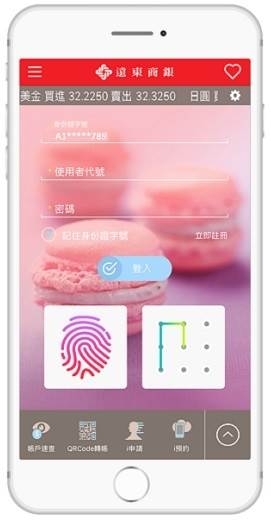 遠東商銀
美金 買進 32.2250 賣出 32.3250 日圓
*身份證字號
A1*****789
*使用者代號
*密碼
記住身份證字號 立即註冊
登入
帳戶速查 QRCode轉帳 i申請 i預約